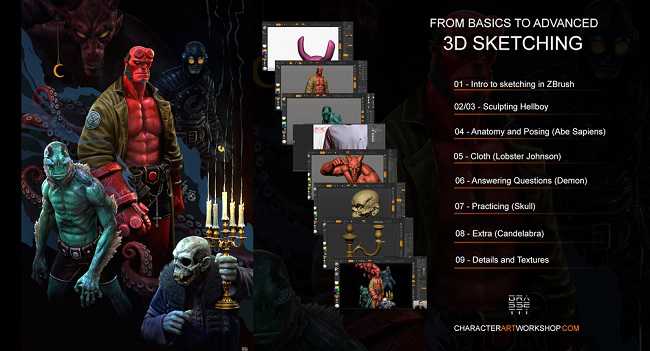 FROM BASICS TO ADVANCED
3D SKETCHING
01 - Intro to sketching in ZBrush
02/03 - Sculpting Hellboy
04 - Anatomy and Posing (Abe Sapiens)
05 - Cloth (Lobster Johnson)
06 - Answering Questions (Demon)
07 - Practicing (Skull)
08 - Extra (Candelabra)
09 - Details and Textures
CHARACTERARTWORKSHOP.COM